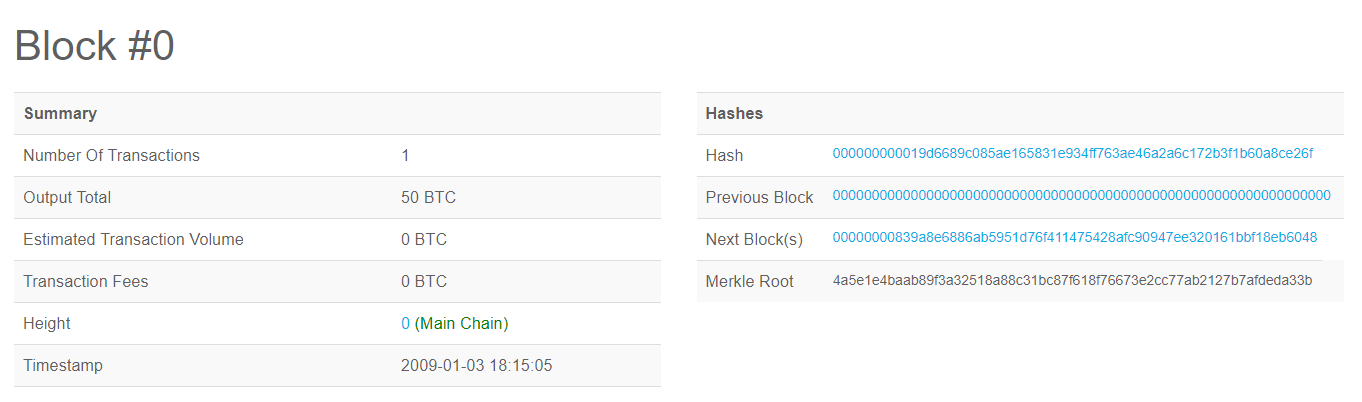 Block #0
Summary
Number Of Transactions 1
Output Total 50 BTC
Estimated Transaction Volume 0 BTC
Transaction Fees 0 BTC
Height 0 (Main Chain)
Timestamp 2009-01-03 18:15:05
Hashes
Hash 000000000019d6689c085ae165831e934ff763ae46a2a6c172b3f1b60a8ce26f
Previous Block 0000000000000000000000000000000000000000000000000000000000000000
Next Block(s) 00000000839a8e6886ab5951d76f411475428afc90947ee320161bbf18eb6048
Merkle Root 4a5e1e4baab89f3a32518a88c31bc87f618f76673e2cc77ab2127b7afdeda33b